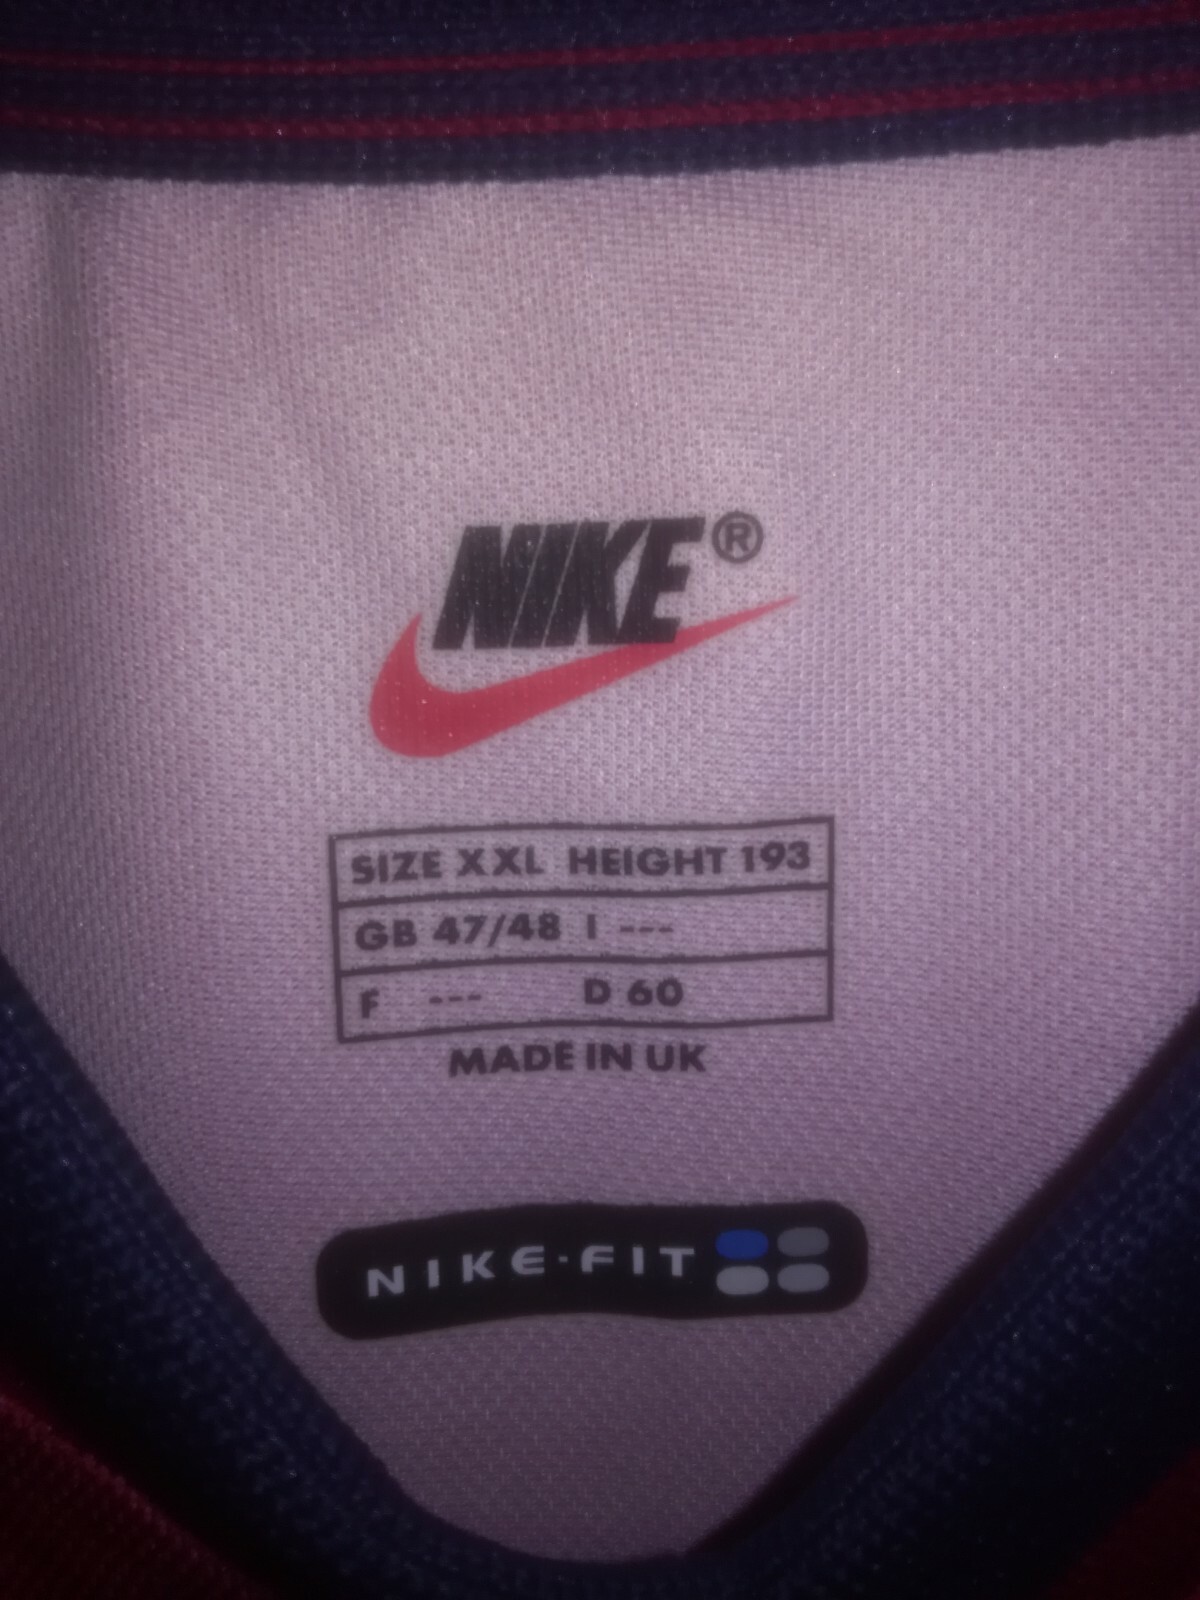 NIKE®
SIZE XXL HEIGHT 193
GB 47/48 I ---
F --- D 60
MADE IN UK
NIKE·FIT